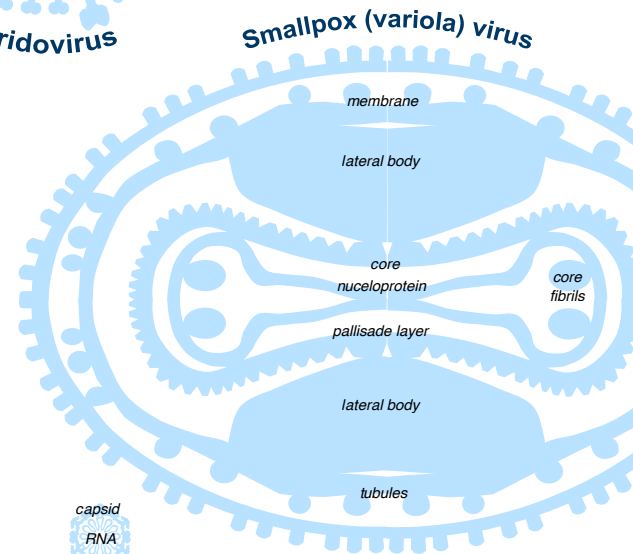 Smallpox (variola) virus
ridovirus
membrane
lateral body
core
nuceloprotein
core
fibrils
pallisade layer
lateral body
tubules
capsid
RNA